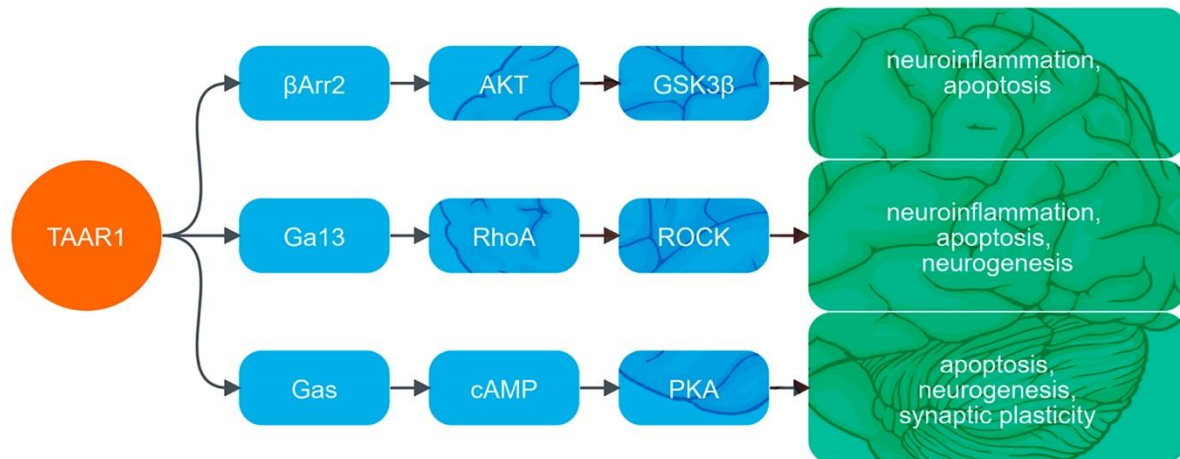 TAAR1
βArr2
AKT
GSK3β
neuroinflammation,
apoptosis
Ga13
RhoA
ROCK
neuroinflammation,
apoptosis,
neurogenesis
Gas
cAMP
PKA
apoptosis,
neurogenesis,
synaptic plasticity